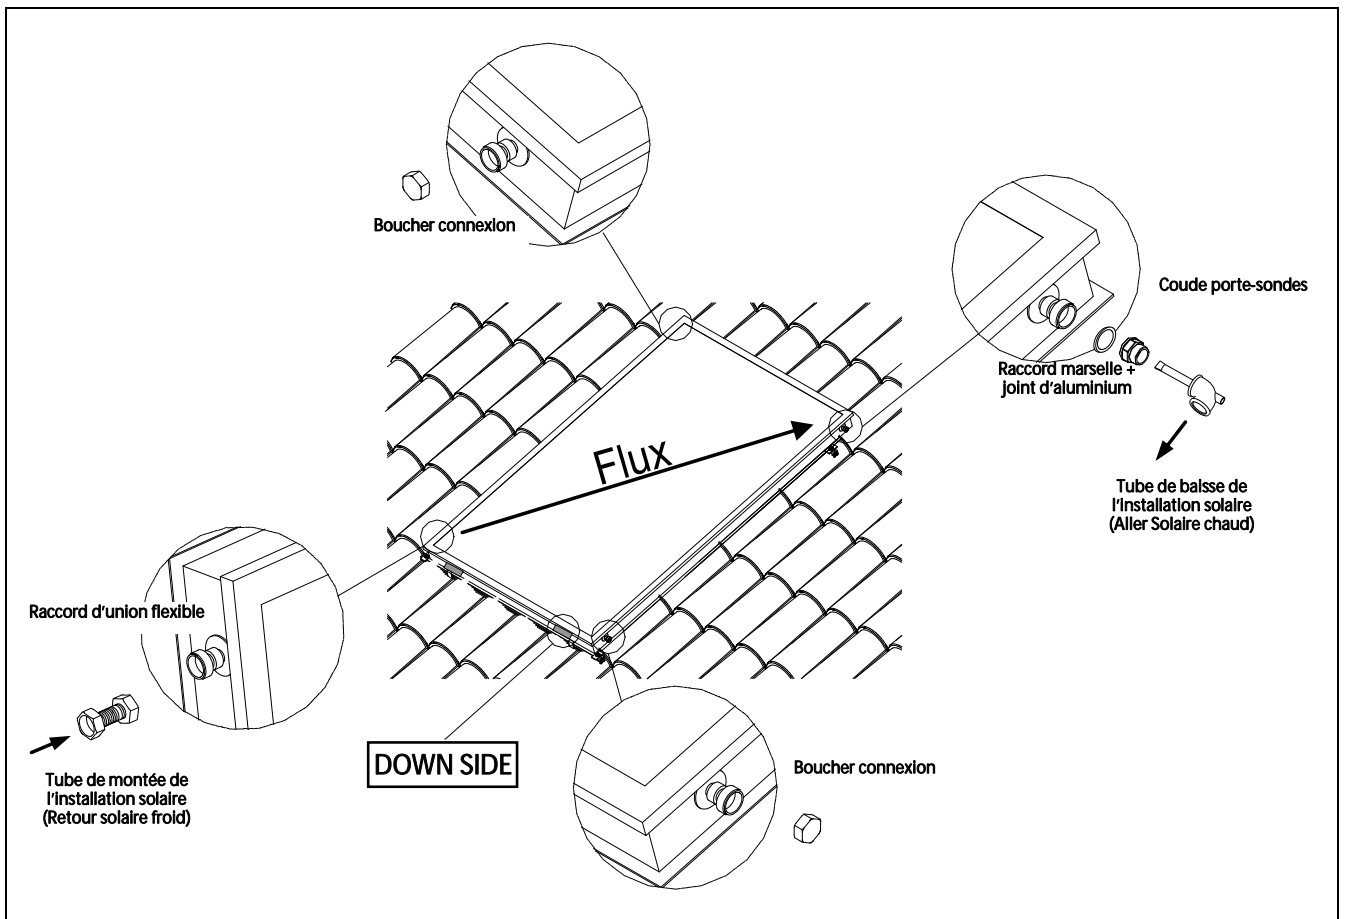 Boucher connexion
Coude porte-sondes
Raccord marselle +
joint d'aluminium
Flux
Tube de baisse de
l'installation solaire
(Aller Solaire chaud)
Raccord d'union flexible
DOWN SIDE
Boucher connexion
Tube de montée de
l'installation solaire
(Retour solaire froid)